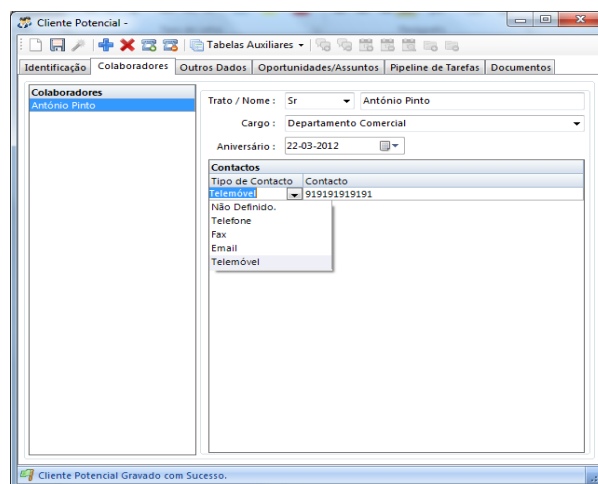 Cliente Potencial -
Tabelas Auxiliares
Identificação Colaboradores Outros Dados Oportunidades/Assuntos Pipeline de Tarefas Documentos
Colaboradores
António Pinto
Trato / Nome : Sr António Pinto
Cargo : Departamento Comercial
Aniversário : 22-03-2012
Contactos
Tipo de Contacto Contacto
Telemóvel 919191919191
Não Definido.
Telefone
Fax
Email
Telemóvel
Cliente Potencial Gravado com Sucesso.